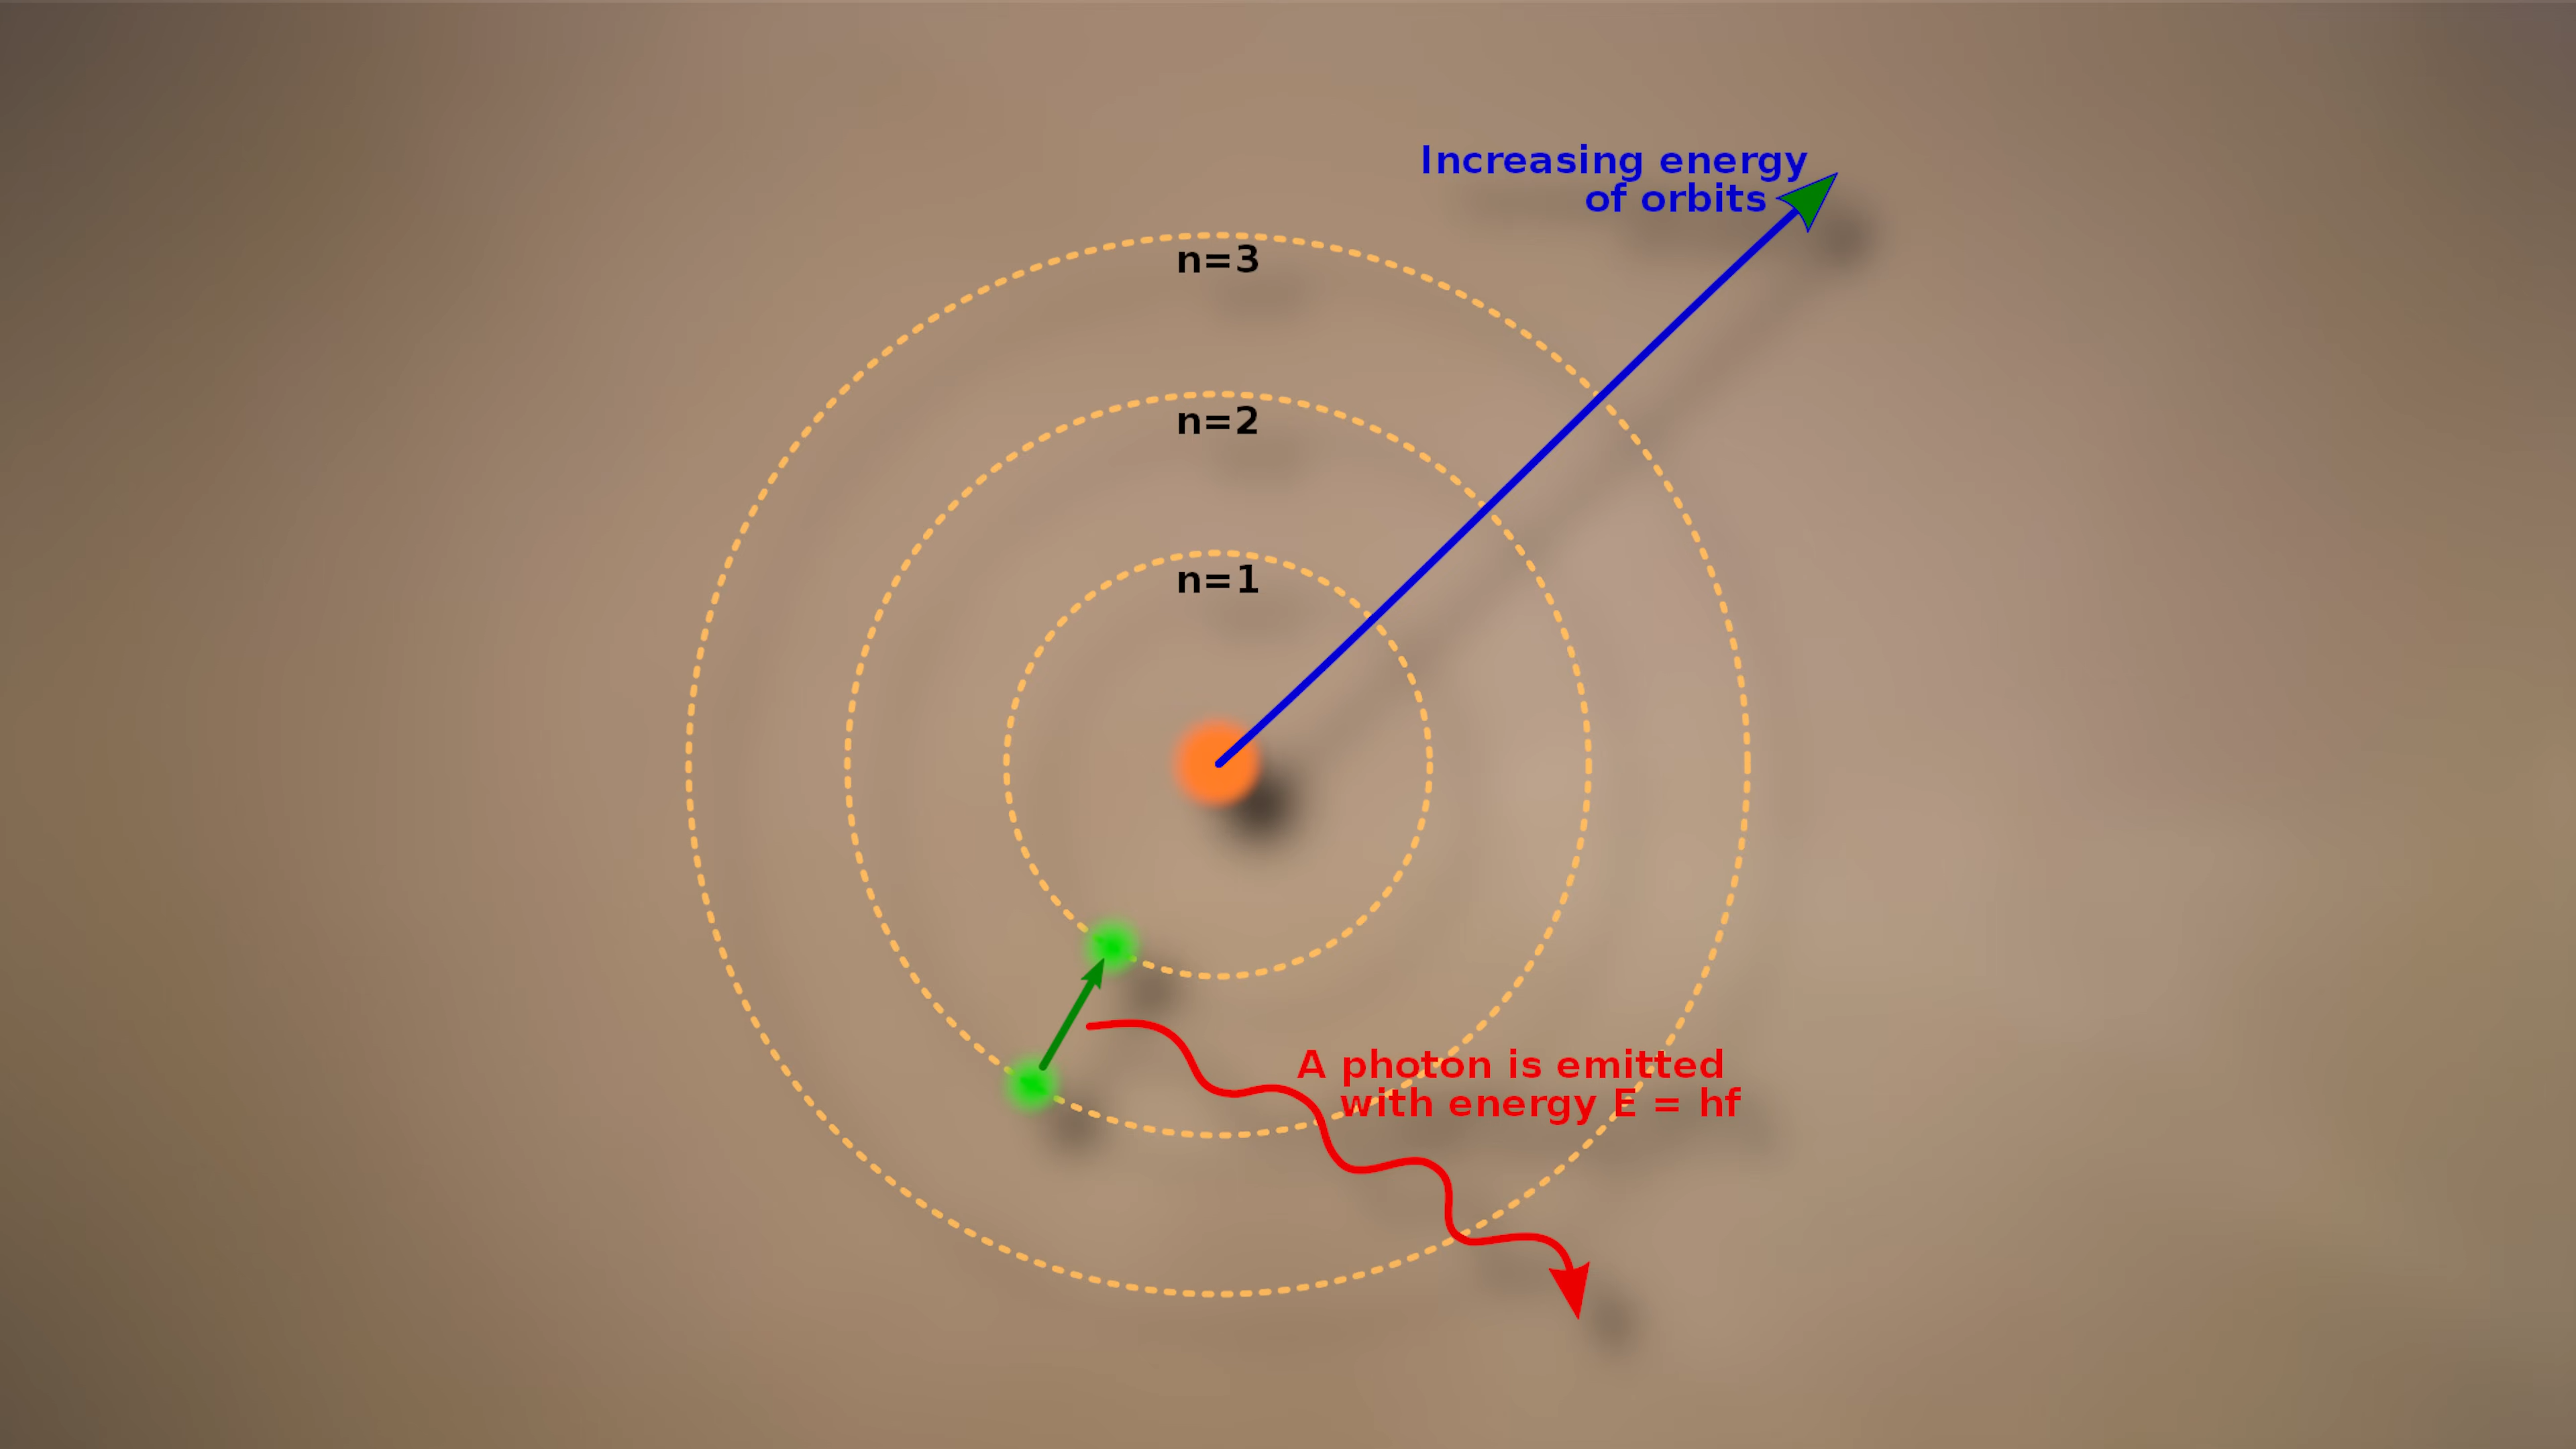 Increasing energy
of orbits
n=3
n=2
n=1
A photon is emitted
with energy E = hf